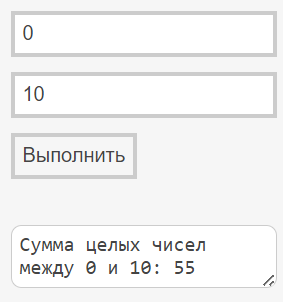 0
10
Выполнить
Сумма целых чисел
между 0 и 10: 55